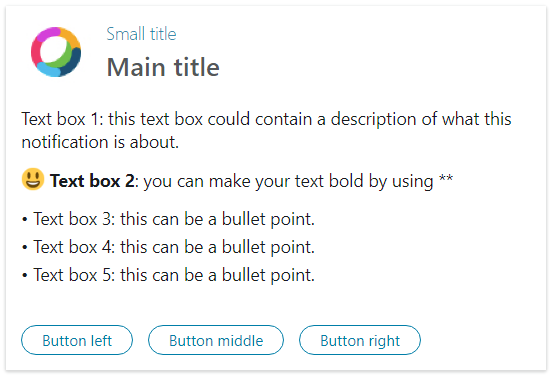 Small title
Main title
Text box 1: this text box could contain a description of what this
notification is about.
😃 Text box 2: you can make your text bold by using **
• Text box 3: this can be a bullet point.
• Text box 4: this can be a bullet point.
• Text box 5: this can be a bullet point.
Button left
Button middle
Button right